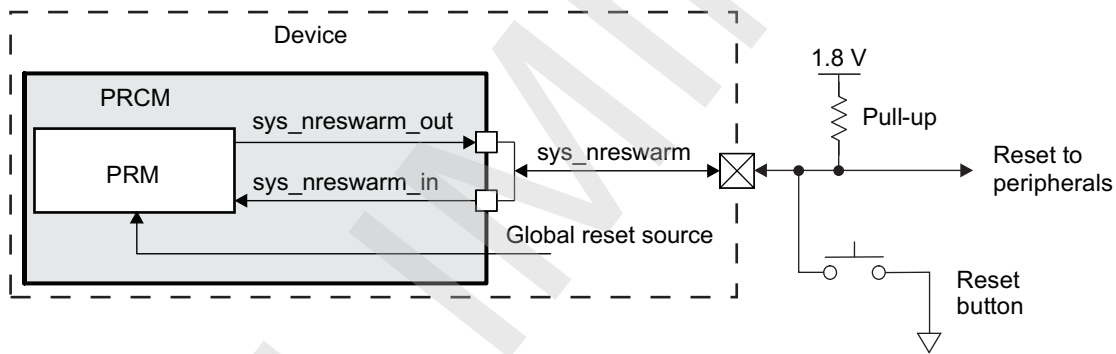 Device
1.8 V
PRCM
sys_nreswarm_out
Pull-up
sys_nreswarm
PRM
sys_nreswarm_in
Reset to
peripherals
Global reset source
Reset
button